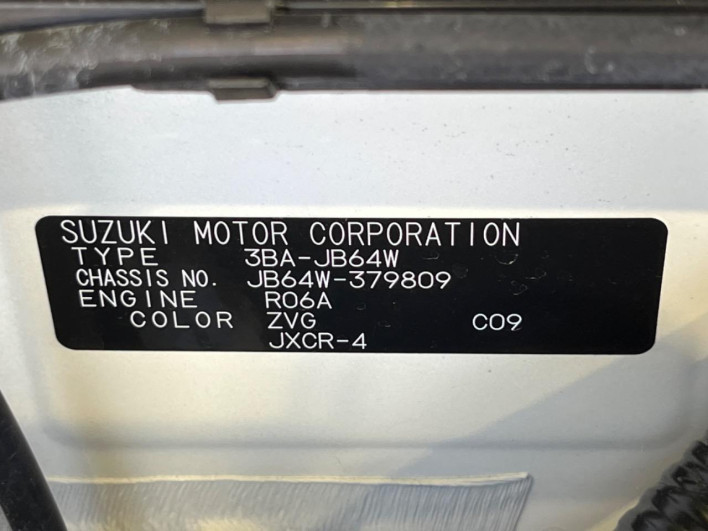 SUZUKI MOTOR CORPORATION
TYPE 3BA-JB64W
CHASSIS NO. JB64W-379809
ENGINE R06A
COLOR ZVG C09
JXCR-4